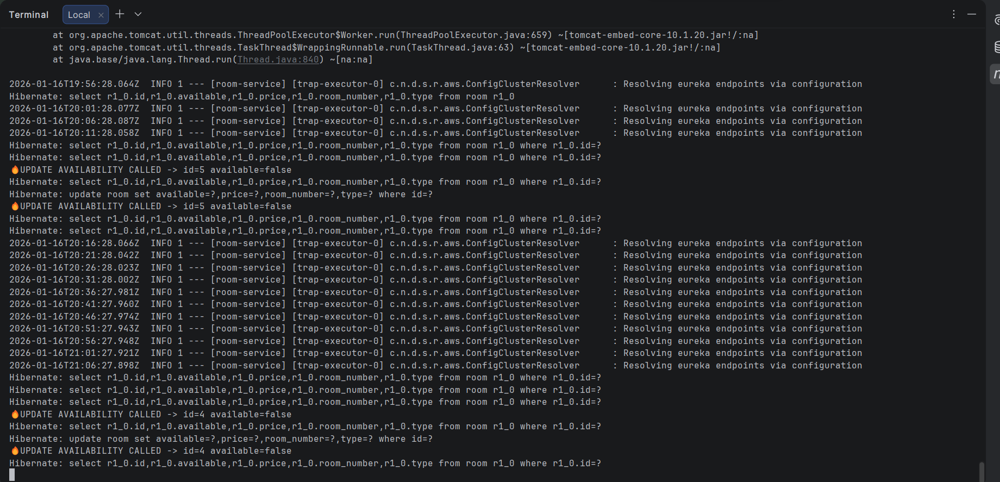 Terminal Local × +
at org.apache.tomcat.util.threads.ThreadPoolExecutor$Worker.run(ThreadPoolExecutor.java:659) ~[tomcat-embed-core-10.1.20.jar!/:na]
at org.apache.tomcat.util.threads.TaskThread$WrappingRunnable.run(TaskThread.java:63) ~[tomcat-embed-core-10.1.20.jar!/:na]
at java.base/java.lang.Thread.run(Thread.java:840) ~[na:na]
2026-01-16T19:56:28.064Z  INFO 1 --- [room-service] [trap-executor-0] c.n.d.s.r.aws.ConfigClusterResolver      : Resolving eureka endpoints via configuration
Hibernate: select r1_0.id,r1_0.available,r1_0.price,r1_0.room_number,r1_0.type from room r1_0
2026-01-16T20:01:28.077Z  INFO 1 --- [room-service] [trap-executor-0] c.n.d.s.r.aws.ConfigClusterResolver      : Resolving eureka endpoints via configuration
2026-01-16T20:06:28.087Z  INFO 1 --- [room-service] [trap-executor-0] c.n.d.s.r.aws.ConfigClusterResolver      : Resolving eureka endpoints via configuration
2026-01-16T20:11:28.058Z  INFO 1 --- [room-service] [trap-executor-0] c.n.d.s.r.aws.ConfigClusterResolver      : Resolving eureka endpoints via configuration
Hibernate: select r1_0.id,r1_0.available,r1_0.price,r1_0.room_number,r1_0.type from room r1_0 where r1_0.id=?
Hibernate: select r1_0.id,r1_0.available,r1_0.price,r1_0.room_number,r1_0.type from room r1_0 where r1_0.id=?
🔥UPDATE AVAILABILITY CALLED -> id=5 available=false
Hibernate: select r1_0.id,r1_0.available,r1_0.price,r1_0.room_number,r1_0.type from room r1_0 where r1_0.id=?
Hibernate: update room set available=?,price=?,room_number=?,type=? where id=?
🔥UPDATE AVAILABILITY CALLED -> id=5 available=false
Hibernate: select r1_0.id,r1_0.available,r1_0.price,r1_0.room_number,r1_0.type from room r1_0 where r1_0.id=?
Hibernate: select r1_0.id,r1_0.available,r1_0.price,r1_0.room_number,r1_0.type from room r1_0 where r1_0.id=?
2026-01-16T20:16:28.066Z  INFO 1 --- [room-service] [trap-executor-0] c.n.d.s.r.aws.ConfigClusterResolver      : Resolving eureka endpoints via configuration
2026-01-16T20:21:28.042Z  INFO 1 --- [room-service] [trap-executor-0] c.n.d.s.r.aws.ConfigClusterResolver      : Resolving eureka endpoints via configuration
2026-01-16T20:26:28.023Z  INFO 1 --- [room-service] [trap-executor-0] c.n.d.s.r.aws.ConfigClusterResolver      : Resolving eureka endpoints via configuration
2026-01-16T20:31:28.002Z  INFO 1 --- [room-service] [trap-executor-0] c.n.d.s.r.aws.ConfigClusterResolver      : Resolving eureka endpoints via configuration
2026-01-16T20:36:27.981Z  INFO 1 --- [room-service] [trap-executor-0] c.n.d.s.r.aws.ConfigClusterResolver      : Resolving eureka endpoints via configuration
2026-01-16T20:41:27.960Z  INFO 1 --- [room-service] [trap-executor-0] c.n.d.s.r.aws.ConfigClusterResolver      : Resolving eureka endpoints via configuration
2026-01-16T20:46:27.974Z  INFO 1 --- [room-service] [trap-executor-0] c.n.d.s.r.aws.ConfigClusterResolver      : Resolving eureka endpoints via configuration
2026-01-16T20:51:27.943Z  INFO 1 --- [room-service] [trap-executor-0] c.n.d.s.r.aws.ConfigClusterResolver      : Resolving eureka endpoints via configuration
2026-01-16T20:56:27.948Z  INFO 1 --- [room-service] [trap-executor-0] c.n.d.s.r.aws.ConfigClusterResolver      : Resolving eureka endpoints via configuration
2026-01-16T21:01:27.921Z  INFO 1 --- [room-service] [trap-executor-0] c.n.d.s.r.aws.ConfigClusterResolver      : Resolving eureka endpoints via configuration
2026-01-16T21:06:27.898Z  INFO 1 --- [room-service] [trap-executor-0] c.n.d.s.r.aws.ConfigClusterResolver      : Resolving eureka endpoints via configuration
Hibernate: select r1_0.id,r1_0.available,r1_0.price,r1_0.room_number,r1_0.type from room r1_0 where r1_0.id=?
Hibernate: select r1_0.id,r1_0.available,r1_0.price,r1_0.room_number,r1_0.type from room r1_0 where r1_0.id=?
Hibernate: select r1_0.id,r1_0.available,r1_0.price,r1_0.room_number,r1_0.type from room r1_0 where r1_0.id=?
🔥UPDATE AVAILABILITY CALLED -> id=4 available=false
Hibernate: select r1_0.id,r1_0.available,r1_0.price,r1_0.room_number,r1_0.type from room r1_0 where r1_0.id=?
Hibernate: update room set available=?,price=?,room_number=?,type=? where id=?
🔥UPDATE AVAILABILITY CALLED -> id=4 available=false
Hibernate: select r1_0.id,r1_0.available,r1_0.price,r1_0.room_number,r1_0.type from room r1_0 where r1_0.id=?